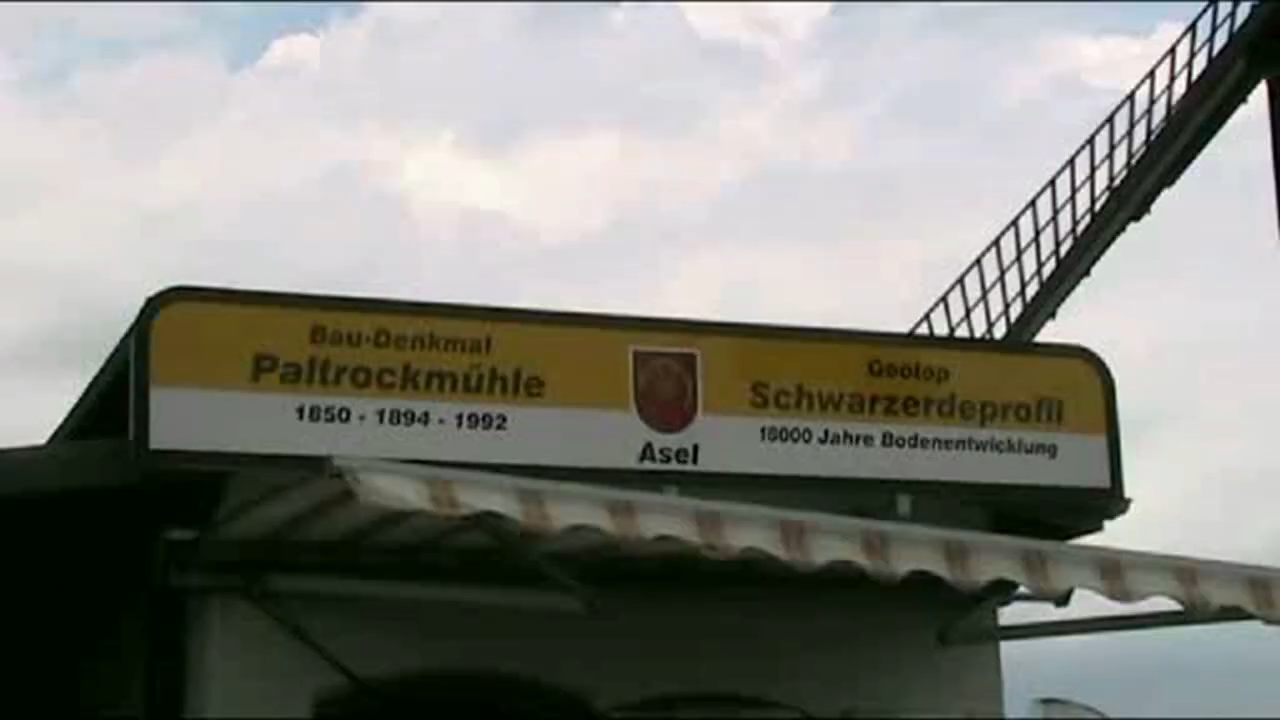 Bau-Denkmal
Paltrockmühle
1850 - 1894 - 1992
Asel
Geotop
Schwarzerdeprofil
18000 Jahre Bodenentwicklung